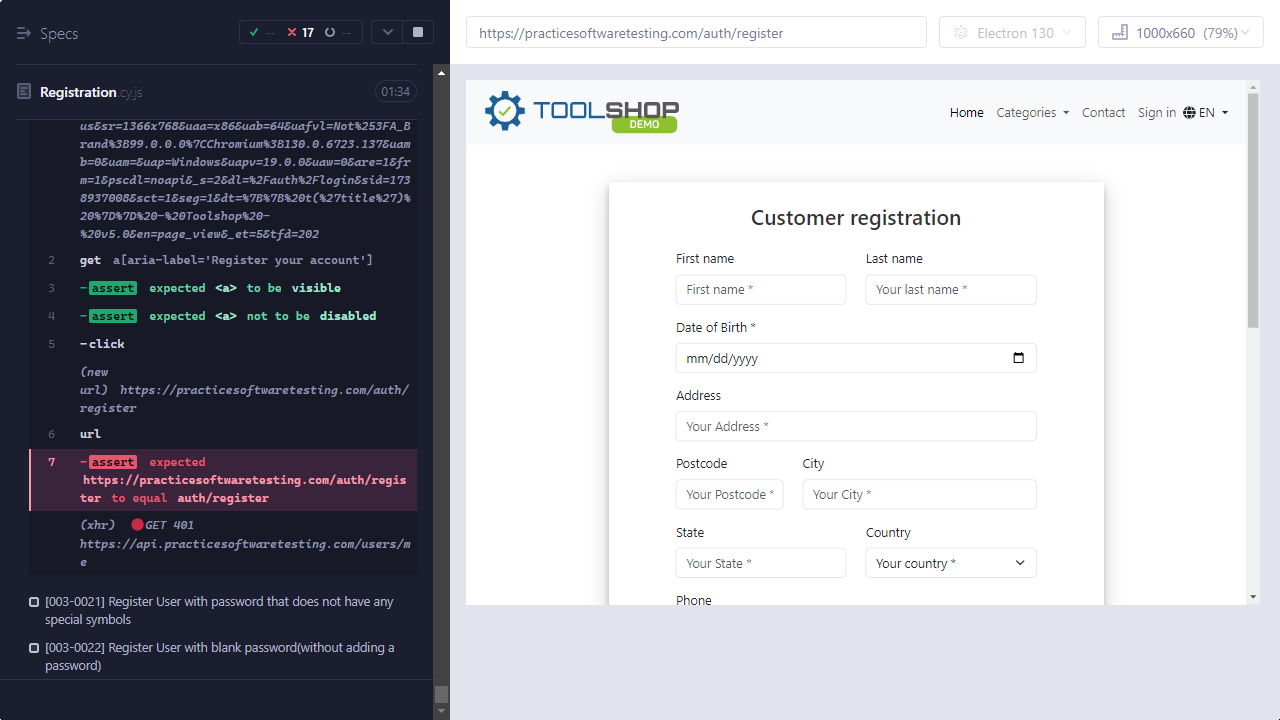 Specs
--
17
--
https://practicesoftwaretesting.com/auth/register
Electron 130
1000x660 (79%)
Registration.cy.js
01:34
us&sr=1366x768&uaa=x86&uab=64&uafvl=Not%253FA_B
rand%3B99.0.0.0%7CChromium%3B130.0.6723.137&uam
b=0&uam=&uap=Windows&uapv=19.0.0&uaw=0&are=1&fr
m=1&pscdl=noapi&_s=2&dl=%2Fauth%2Flogin&sid=173
8937008&sct=1&seg=1&dt=%7B%7B%20t(%27title%27)%
20%7D%7D%20-%20Toolshop%20-
%20v5.0&en=page_view&_et=5&tfd=202
2 get a[aria-label='Register your account']
3 -assert expected <a> to be visible
4 -assert expected <a> not to be disabled
5 -click
(new
url) https://practicesoftwaretesting.com/auth/
register
6 url
7 -assert expected
https://practicesoftwaretesting.com/auth/regis
ter to equal auth/register
(xhr) GET 401
https://api.practicesoftwaretesting.com/users/m
e
[003-0021] Register User with password that does not have any
special symbols
[003-0022] Register User with blank password(without adding a
password)
TOOLSHOP
DEMO
Home Categories Contact Sign in EN
Customer registration
First name Last name
First name * Your last name *
Date of Birth *
mm/dd/yyyy
Address
Your Address *
Postcode City
Your Postcode * Your City *
State Country
Your State * Your country *
Phone